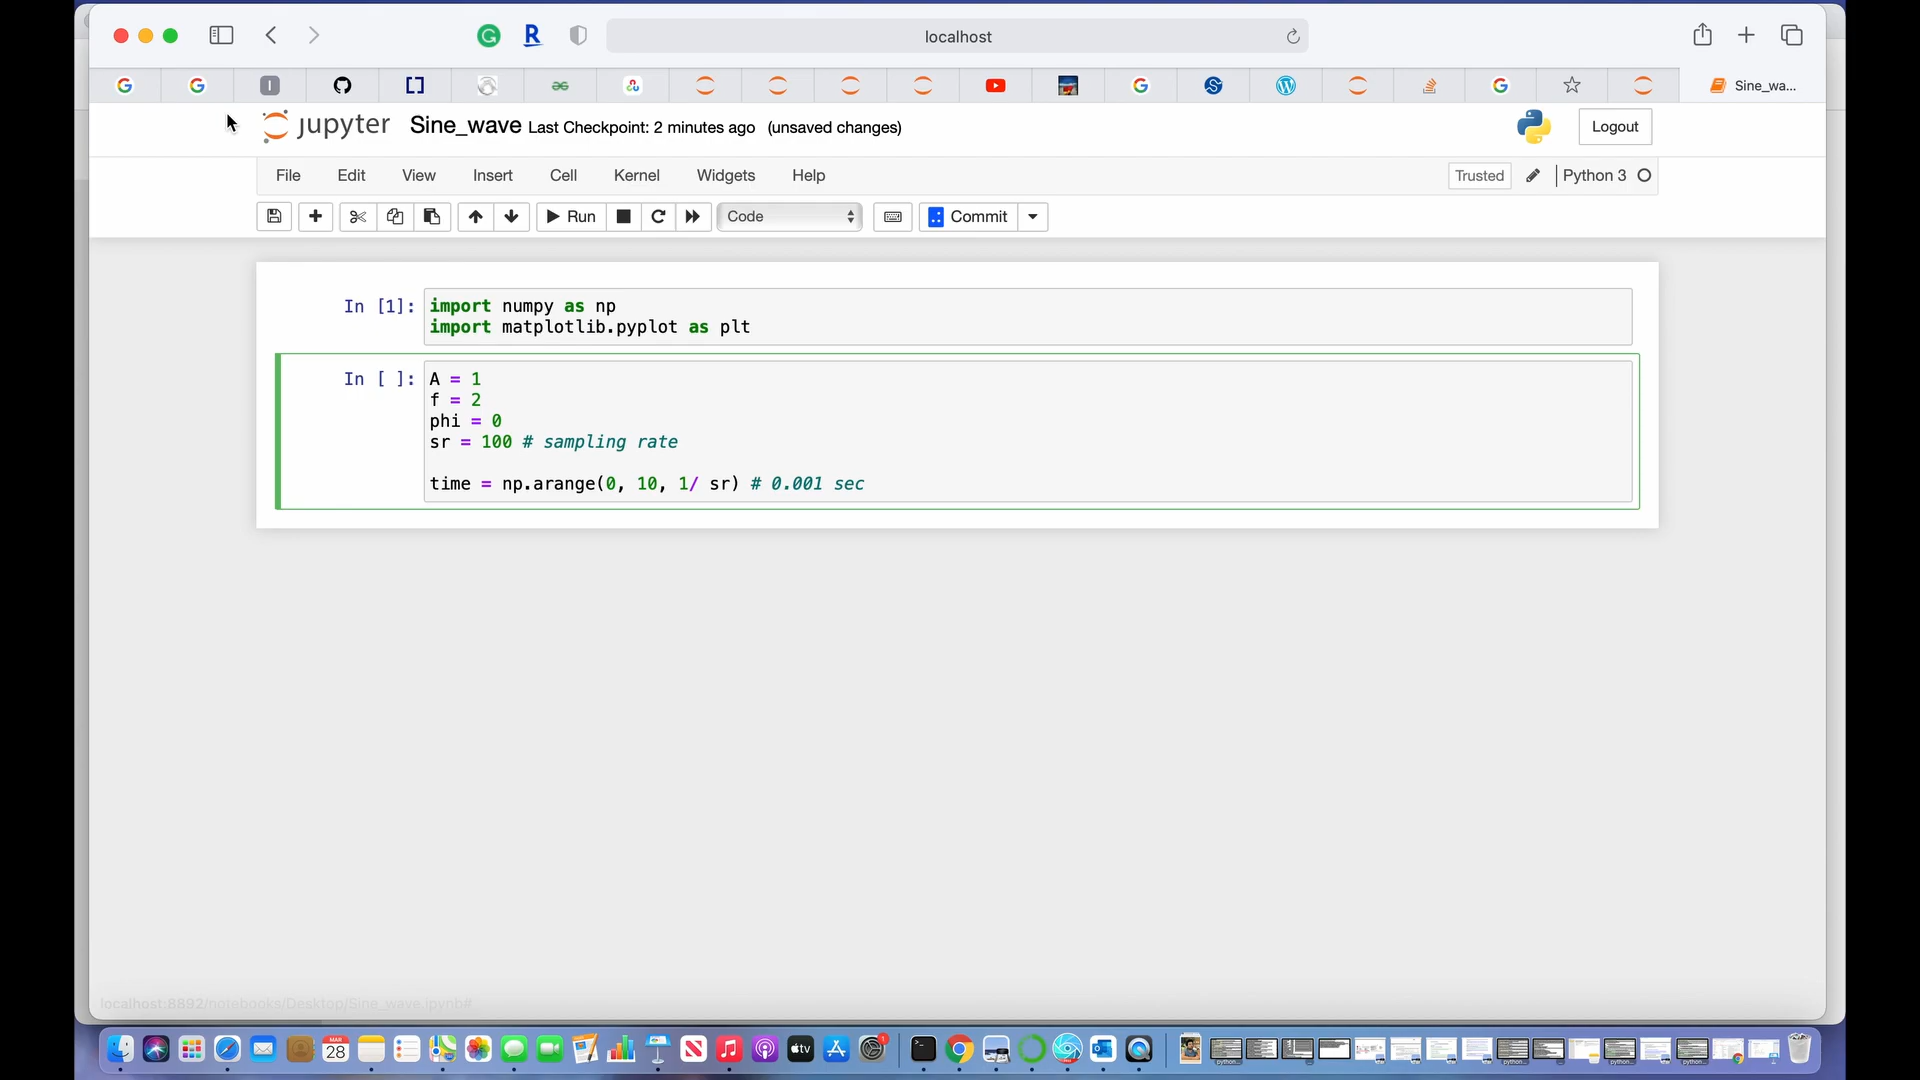 localhost
Sine_wa...
jupyter Sine_wave Last Checkpoint: 2 minutes ago (unsaved changes)
Logout
File Edit View Insert Cell Kernel Widgets Help
Trusted Python 3
Run Code Commit
In [1]: import numpy as np
import matplotlib.pyplot as plt
In [ ]: A = 1
f = 2
phi = 0
sr = 100 # sampling rate
time = np.arange(0, 10, 1/ sr) # 0.001 sec
localhost:8892/notebooks/Desktop/Sine_wave.ipynb#
MAR
28
tv